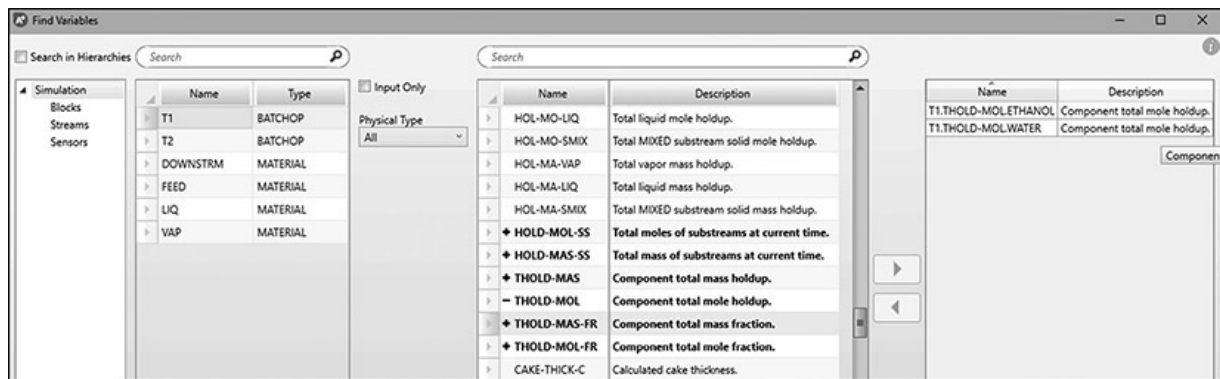 Find Variables
Search in Hierarchies
Search
Search
Simulation
Blocks
Streams
Sensors
Name Type
T1 BATCHOP
T2 BATCHOP
DOWNSTRM MATERIAL
FEED MATERIAL
LIQ MATERIAL
VAP MATERIAL
Input Only
Physical Type
All
Name Description
HOL-MO-LIQ Total liquid mole holdup.
HOL-MO-SMIX Total MIXED substream solid mole holdup.
HOL-MA-VAP Total vapor mass holdup.
HOL-MA-LIQ Total liquid mass holdup.
HOL-MA-SMIX Total MIXED substream solid mass holdup.
+ HOLD-MOL-SS Total moles of substreams at current time.
+ HOLD-MAS-SS Total mass of substreams at current time.
+ THOLD-MAS Component total mass holdup.
− THOLD-MOL Component total mole holdup.
+ THOLD-MAS-FR Component total mass fraction.
+ THOLD-MOL-FR Component total mole fraction.
CAKE-THICK-C Calculated cake thickness.
Name Description
T1.THOLD-MOL.ETHANOL Component total mole holdup.
T1.THOLD-MOL.WATER Component total mole holdup.
Componen